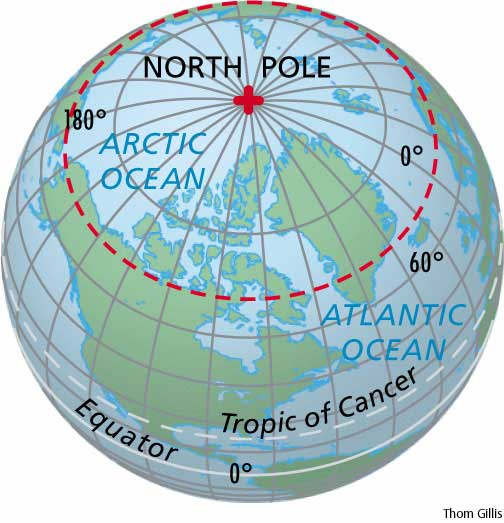 NORTH POLE
180°
ARCTIC
OCEAN
0°
60°
ATLANTIC
OCEAN
Tropic of Cancer
Equator
0°
Thom Gillis